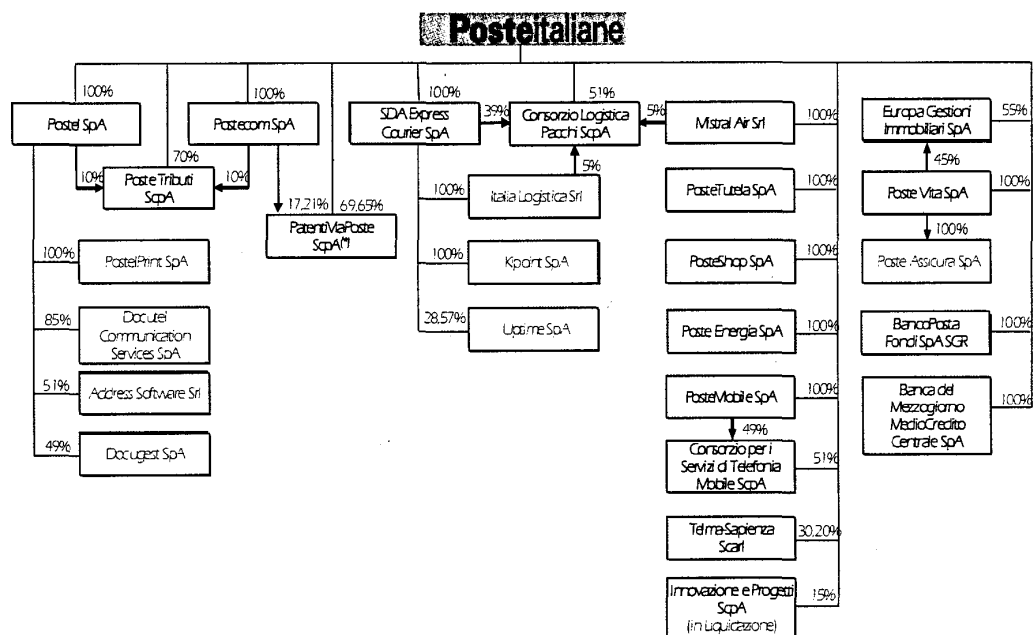 Posteitaliane
100%
Postel SpA
100%
Postecom SpA
70%
10%
10%
Poste Tributi
ScpA
17,21%
69,65%
PatentiViaPoste
ScpA(*)
100%
PostelPrint SpA
85%
Docutel
Communication
Services SpA
51%
Address Software Srl
49%
Docugest SpA
100%
SDA Express
Courier SpA
39%
51%
Consorzio Logistica
Pacchi ScpA
5%
5%
100%
Italia Logistica Srl
100%
Kipoint SpA
28,57%
Uptime SpA
Mistral Air Srl
100%
PosteTutela SpA
100%
PosteShop SpA
100%
Poste Energia SpA
100%
PosteMobile SpA
100%
49%
Consorzio per i
Servizi di Telefonia
Mobile ScpA
51%
Telma-Sapienza
Scarl
30,20%
Innovazione e Progetti
ScpA
(in Liquidazione)
15%
Europa Gestioni
Immobiliari SpA
55%
45%
Poste Vita SpA
100%
100%
Poste Assicura SpA
BancoPosta
Fondi SpA SGR
100%
Banca del
Mezzogiorno
MedioCredito
Centrale SpA
100%